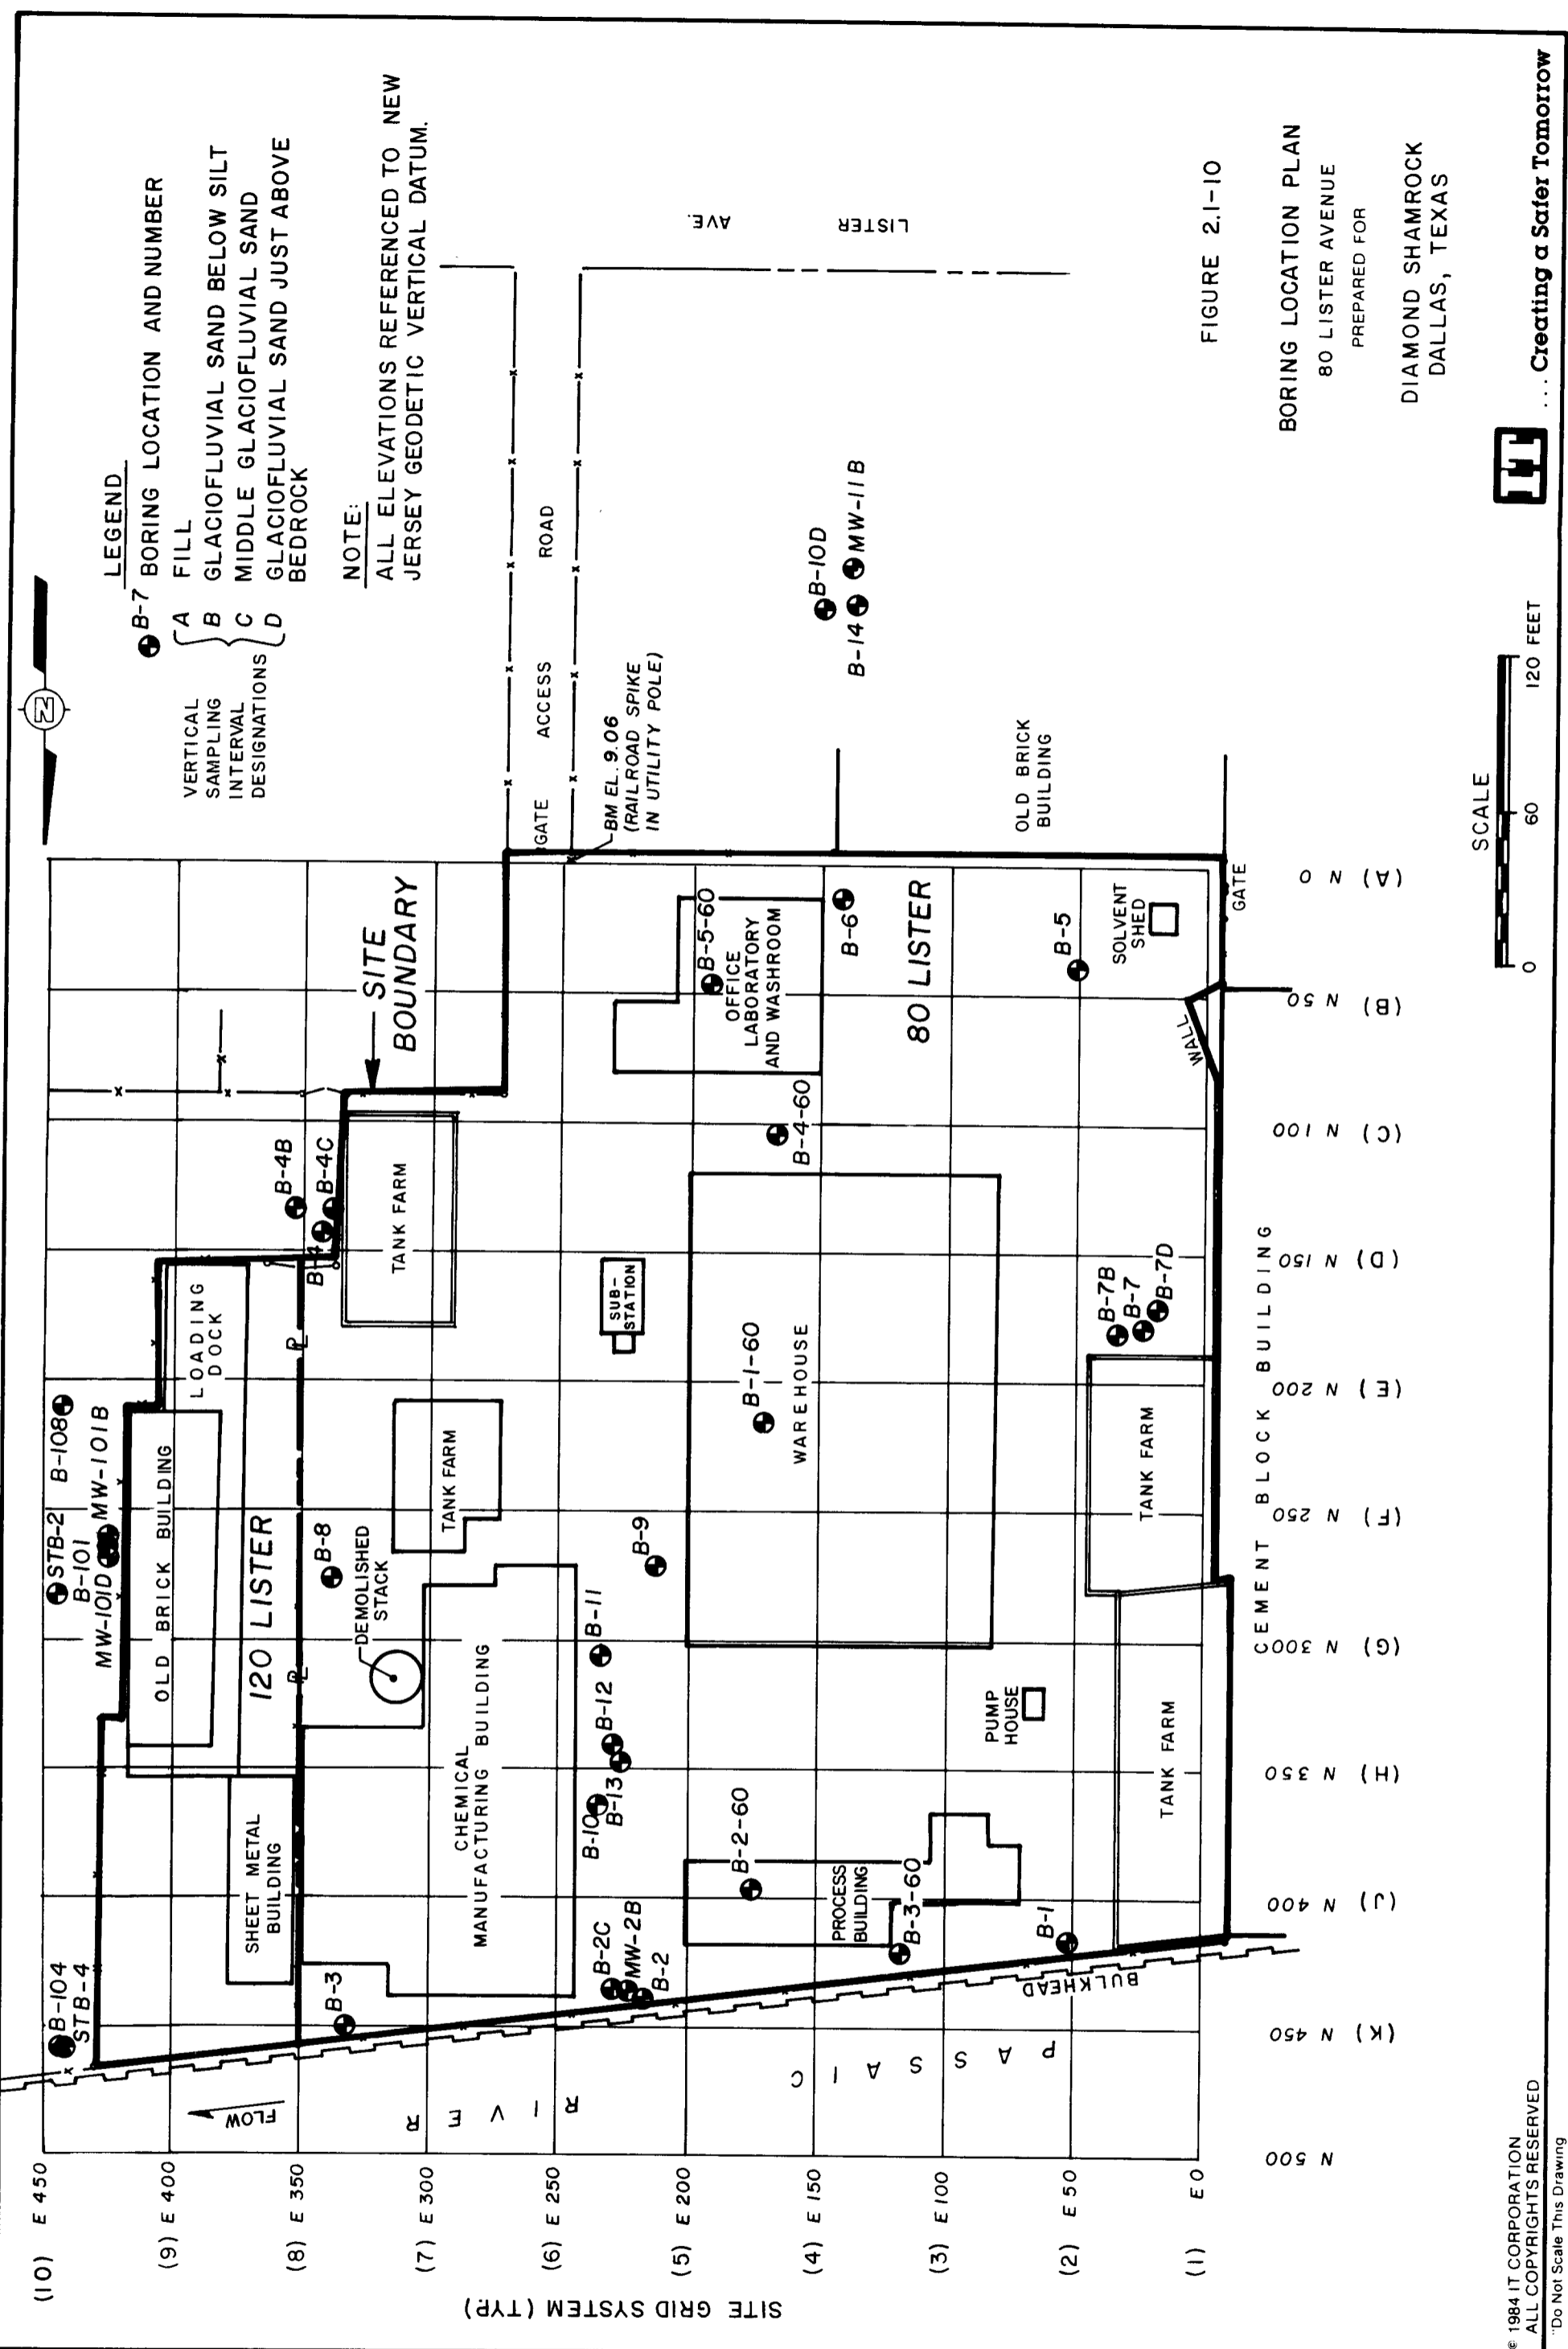 LEGEND
B-7 BORING LOCATION AND NUMBER
VERTICAL
SAMPLING
INTERVAL
DESIGNATIONS
A FILL
B GLACIOFLUVIAL SAND BELOW SILT
C MIDDLE GLACIOFLUVIAL SAND
D GLACIOFLUVIAL SAND JUST ABOVE
BEDROCK
NOTE:
ALL ELEVATIONS REFERENCED TO NEW
JERSEY GEODETIC VERTICAL DATUM.
N
LISTER AVE.
GATE ACCESS ROAD
BM EL. 9.06
(RAILROAD SPIKE
IN UTILITY POLE)
B-10D
B-14
MW-11B
OLD BRICK
BUILDING
SITE
BOUNDARY
B-5-60
OFFICE
LABORATORY
AND WASHROOM
B-6
80 LISTER
B-5
SOLVENT
SHED
GATE
WALL
B-4-60
B-4B
B-4C
B-4
TANK FARM
SUB-
STATION
LOADING
DOCK
PL
B-1-60
WAREHOUSE
B-7B
B-7
B-7D
TANK FARM
CEMENT BLOCK BUILDING
B-108
STB-2
B-101
MW-101D
MW-101B
OLD BRICK BUILDING
120 LISTER
PL
B-8
DEMOLISHED
STACK
TANK FARM
B-9
B-11
B-12
B-13
B-10
CHEMICAL
MANUFACTURING BUILDING
PUMP
HOUSE
TANK FARM
B-2-60
PROCESS
BUILDING
B-3-60
B-1
SHEET METAL
BUILDING
B-104
STB-4
B-3
B-2C
MW-2B
B-2
BULKHEAD
PASSAIC
RIVER
FLOW
(10) E 450
(9) E 400
(8) E 350
(7) E 300
(6) E 250
(5) E 200
(4) E 150
(3) E 100
(2) E 50
(1) E 0
SITE GRID SYSTEM (TYP.)
(A) N 0
(B) N 50
(C) N 100
(D) N 150
(E) N 200
(F) N 250
(G) N 300
(H) N 350
(J) N 400
(K) N 450
N 500
SCALE
0 60 120 FEET
FIGURE 2.1-10
BORING LOCATION PLAN
80 LISTER AVENUE
PREPARED FOR
DIAMOND SHAMROCK
DALLAS, TEXAS
... Creating a Safer Tomorrow
© 1984 IT CORPORATION
ALL COPYRIGHTS RESERVED
"Do Not Scale This Drawing